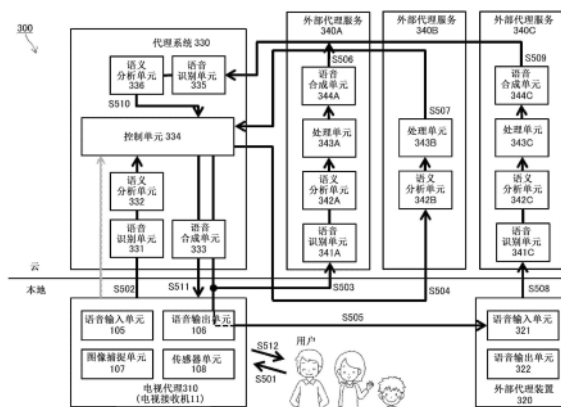 300
代理系统 330
语义
分析单元
336
语音
识别单元
335
S510
控制单元 334
语义
分析单元
332
语音
识别单元
331
语音
合成单元
333
云
本地
S502
S511
外部代理服务
340A
S506
语音
合成单元
344A
处理单元
343A
语义
分析单元
342A
语音
识别单元
341A
S503
外部代理服务
340B
S507
处理单元
343B
语义
分析单元
342B
S504
外部代理服务
340C
S509
语音
合成单元
344C
处理单元
343C
语义
分析单元
342C
语音
识别单元
341C
S508
语音输入单元
105
语音输出单元
106
图像捕捉单元
107
传感器单元
108
电视代理310
(电视接收机11)
S505
S512
S501
用户
语音输入单元
321
语音输出单元
322
外部代理装置
320